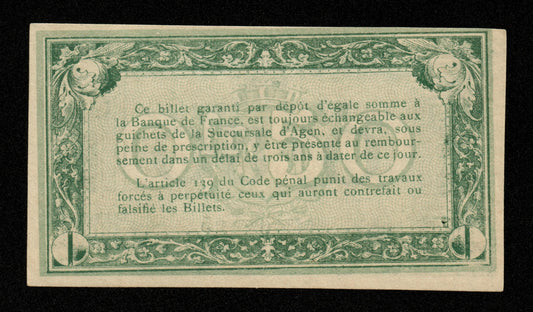 Ce billet garanti par dépôt d'égale somme à
la Banque de France, est toujours échangeable aux
guichets de la Succursale d'Agen, et devra, sous
peine de prescription, y être présenté au rembour-
sement dans un délai de trois ans à dater de ce jour.
L'article 139 du Code pénal punit des travaux
forcés à perpétuité ceux qui auront contrefait ou
falsifié les Billets.